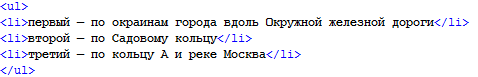 <ul>
<li>первый — по окраинам города вдоль Окружной железной дороги</li>
<li>второй — по Садовому кольцу</li>
<li>третий — по кольцу А и реке Москва</li>
</ul>